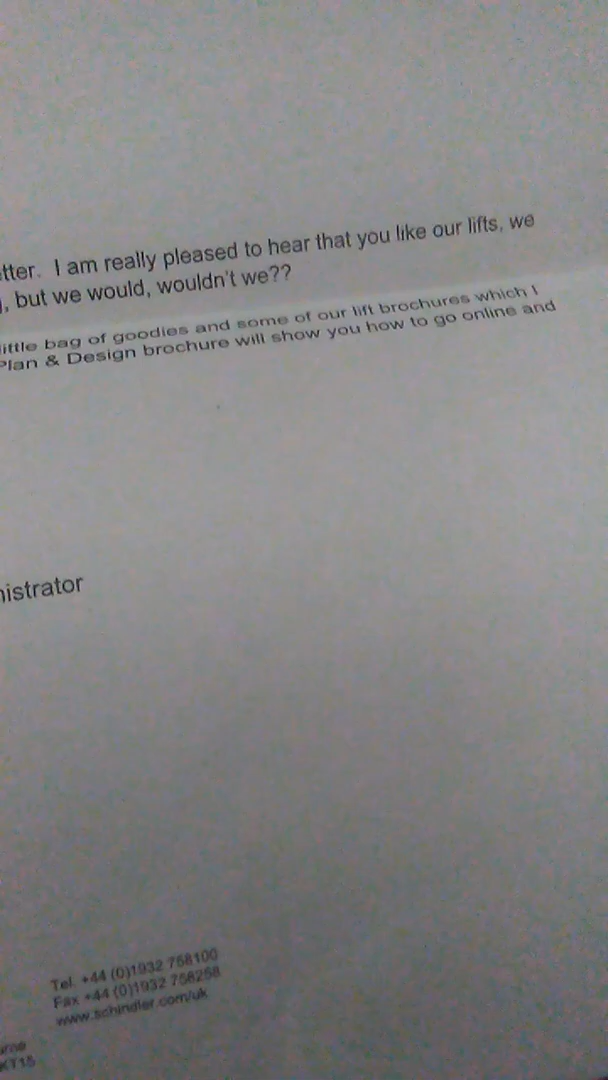 etter. I am really pleased to hear that you like our lifts, we
, but we would, wouldn't we??
little bag of goodies and some of our lift brochures which I
Plan & Design brochure will show you how to go online and
nistrator
Tel. +44 (0)1932 758100
Fax +44 (0)1932 758258
www.schindler.com/uk
KT15